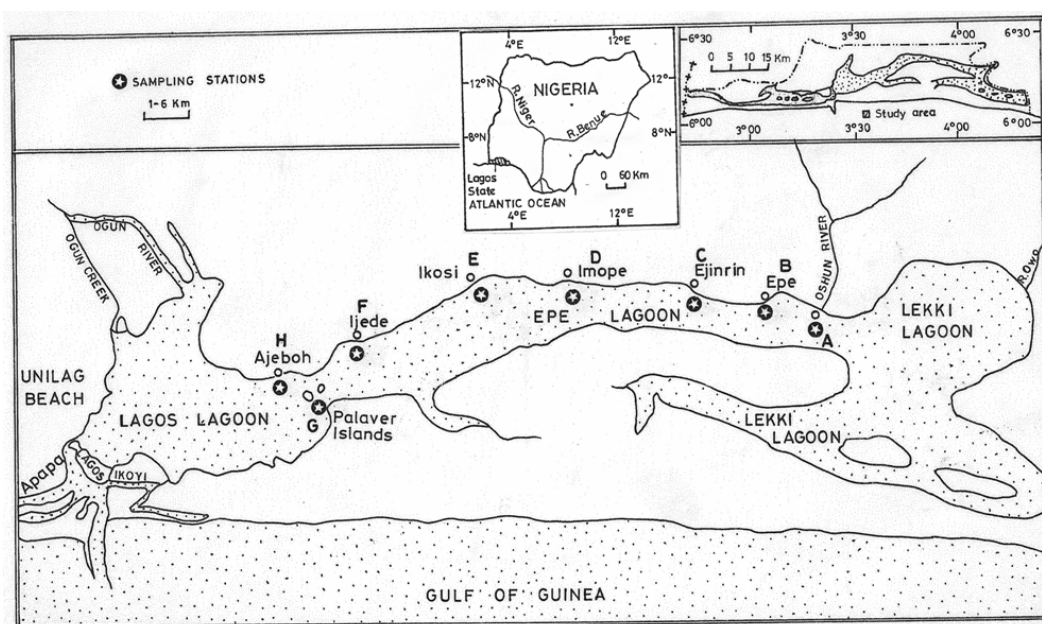 SAMPLING STATIONS
1-6 Km
4°E
12°E
12°N
12°N
NIGERIA
R. Niger
R. Benue
8°N
8°N
Lagos
State
0 60 Km
ATLANTIC OCEAN
4°E
12°E
6°30
3°30
4°00
6°30
0 5 10 15 Km
Study area
6°00
3°00
3°30
4°00
6°00
OGUN
RIVER
OGUN CREEK
E
Ikosi
D
Imope
C
Ejinrin
B
Epe
OSHUN RIVER
R. Owo
F
Ijede
EPE LAGOON
LEKKI
LAGOON
A
H
Ajeboh
UNILAG
BEACH
LAGOS LAGOON
G
Palaver
Islands
LEKKI
LAGOON
Apapa
LAGOS
IKOYI
GULF OF GUINEA